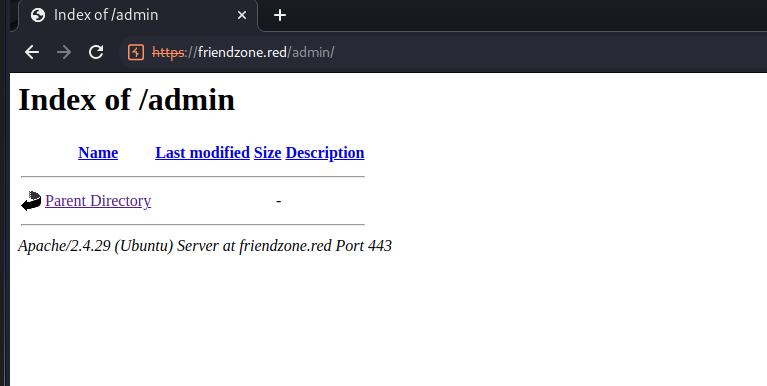 Index of /admin
https://friendzone.red/admin/
Index of /admin
Name Last modified Size Description
Parent Directory -
Apache/2.4.29 (Ubuntu) Server at friendzone.red Port 443